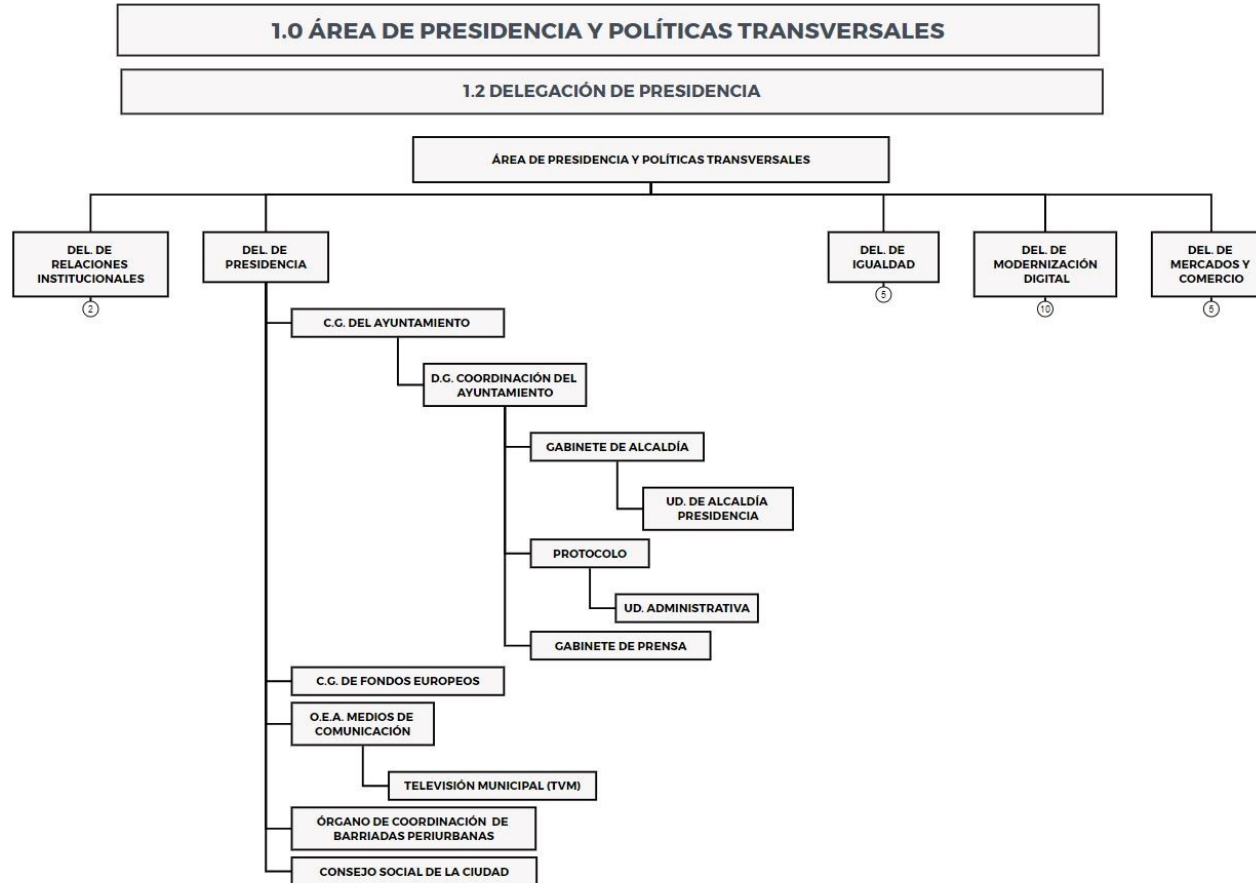 1.0 ÁREA DE PRESIDENCIA Y POLÍTICAS TRANSVERSALES
1.2 DELEGACIÓN DE PRESIDENCIA
ÁREA DE PRESIDENCIA Y POLÍTICAS TRANSVERSALES
DEL. DE
RELACIONES
INSTITUCIONALES
2
DEL. DE
PRESIDENCIA
DEL. DE
IGUALDAD
5
DEL. DE
MODERNIZACIÓN
DIGITAL
10
DEL. DE
MERCADOS Y
COMERCIO
5
C.G. DEL AYUNTAMIENTO
D.G. COORDINACIÓN DEL
AYUNTAMIENTO
GABINETE DE ALCALDÍA
UD. DE ALCALDÍA
PRESIDENCIA
PROTOCOLO
UD. ADMINISTRATIVA
GABINETE DE PRENSA
C.G. DE FONDOS EUROPEOS
O.E.A. MEDIOS DE
COMUNICACIÓN
TELEVISIÓN MUNICIPAL (TVM)
ÓRGANO DE COORDINACIÓN DE
BARRIADAS PERIURBANAS
CONSEJO SOCIAL DE LA CIUDAD